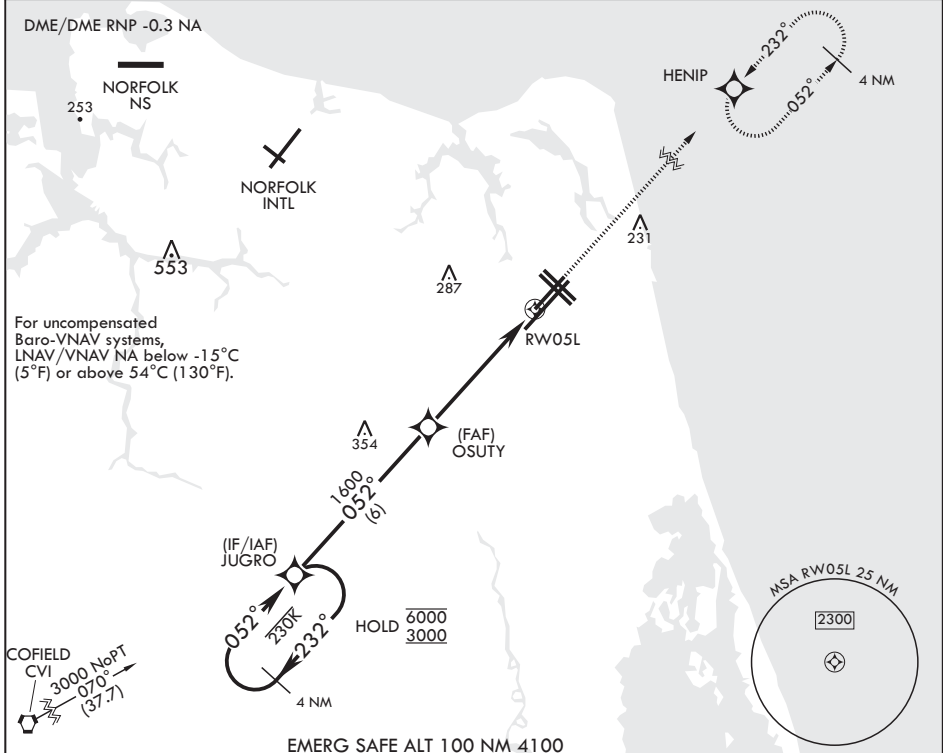 DME/DME RNP -0.3 NA
NORFOLK
NS
253
NORFOLK
INTL
553
For uncompensated
Baro-VNAV systems,
LNAV/VNAV NA below -15°C
(5°F) or above 54°C (130°F).
HENIP
232°
052°
4 NM
231
287
RW05L
354
(FAF)
OSUTY
1600
052°
(6)
(IF/IAF)
JUGRO
052°
230K
232°
HOLD
6000
3000
4 NM
COFIELD
CVI
3000 NoPT
070°
(37.7)
MSA RW05L 25 NM
2300
EMERG SAFE ALT 100 NM 4100